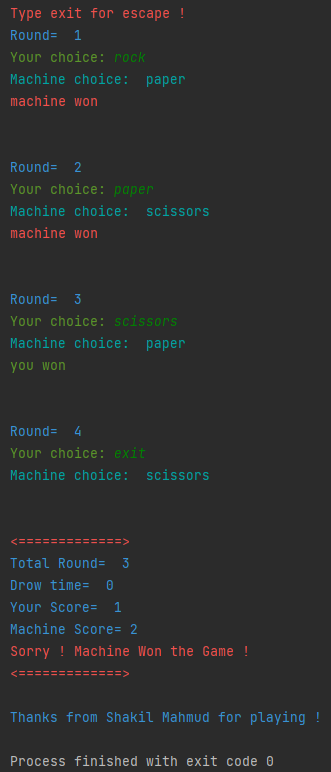 Type exit for escape !
Round=  1
Your choice: rock
Machine choice:  paper
machine won
Round=  2
Your choice: paper
Machine choice:  scissors
machine won
Round=  3
Your choice: scissors
Machine choice:  paper
you won
Round=  4
Your choice: exit
Machine choice:  scissors
<=============>
Total Round=  3
Drow time=  0
Your Score=  1
Machine Score= 2
Sorry ! Machine Won the Game !
<=============>
Thanks from Shakil Mahmud for playing !
Process finished with exit code 0